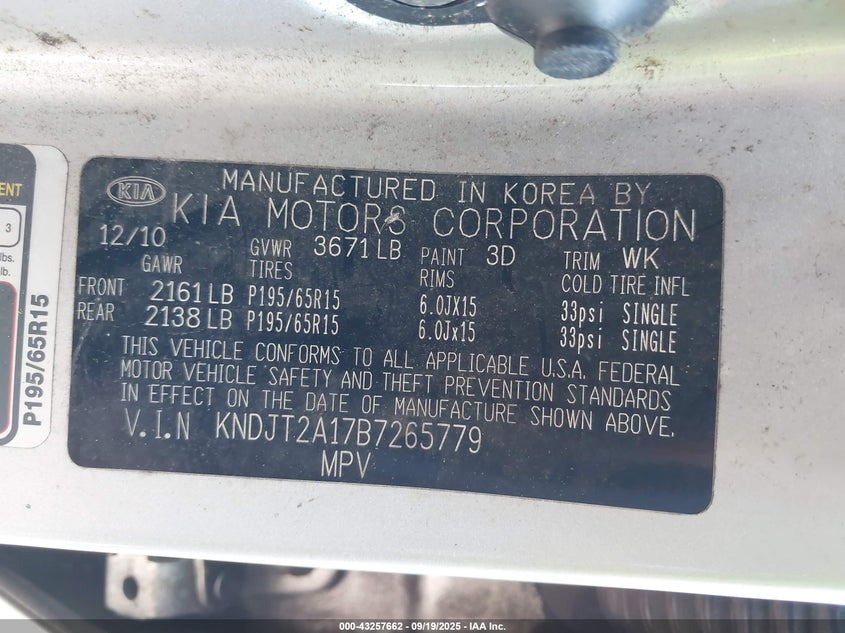 ENT
3
lbs.
lb.
P195/65R15
KIA
MANUFACTURED IN KOREA BY
KIA MOTORS CORPORATION
12/10 GVWR 3671 LB PAINT 3D TRIM WK
GAWR TIRES RIMS COLD TIRE INFL
FRONT 2161 LB P195/65R15 6.0JX15 33psi SINGLE
REAR 2138 LB P195/65R15 6.0Jx15 33psi SINGLE
THIS VEHICLE CONFORMS TO ALL APPLICABLE U.S.A. FEDERAL
MOTOR VEHICLE SAFETY AND THEFT PREVENTION STANDARDS
IN EFFECT ON THE DATE OF MANUFACTURE SHOWN ABOVE.
V.I.N KNDJT2A17B7265779
MPV
000-43257662 - 09/19/2025 - IAA Inc.